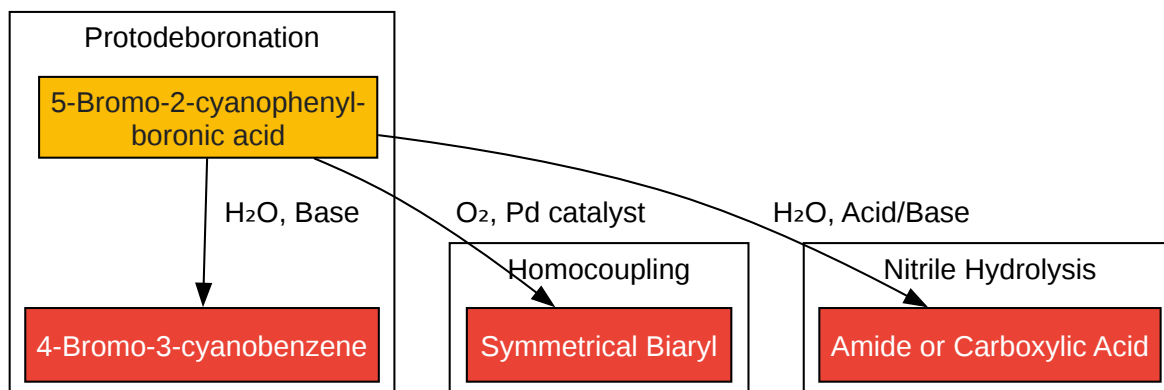 Protodeboronation
5-Bromo-2-cyanophenyl-
boronic acid
H₂O, Base
O₂, Pd catalyst
H₂O, Acid/Base
Homocoupling
Nitrile Hydrolysis
4-Bromo-3-cyanobenzene
Symmetrical Biaryl
Amide or Carboxylic Acid